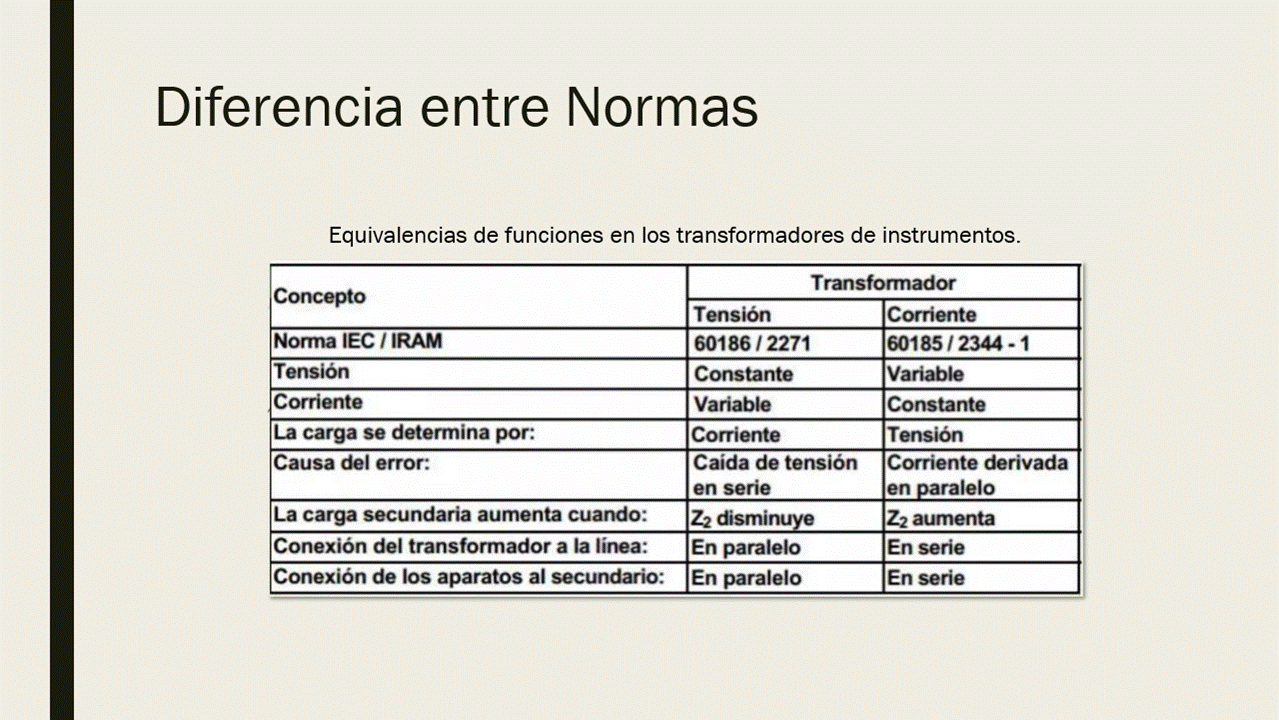 Diferencia entre Normas
Equivalencias de funciones en los transformadores de instrumentos.
Concepto
Transformador
Tensión Corriente
Norma IEC / IRAM 60186 / 2271 60185 / 2344 - 1
Tensión Constante Variable
Corriente Variable Constante
La carga se determina por: Corriente Tensión
Causa del error: Caída de tensión Corriente derivada
en serie en paralelo
La carga secundaria aumenta cuando: Z₂ disminuye Z₂ aumenta
Conexión del transformador a la línea: En paralelo En serie
Conexión de los aparatos al secundario: En paralelo En serie